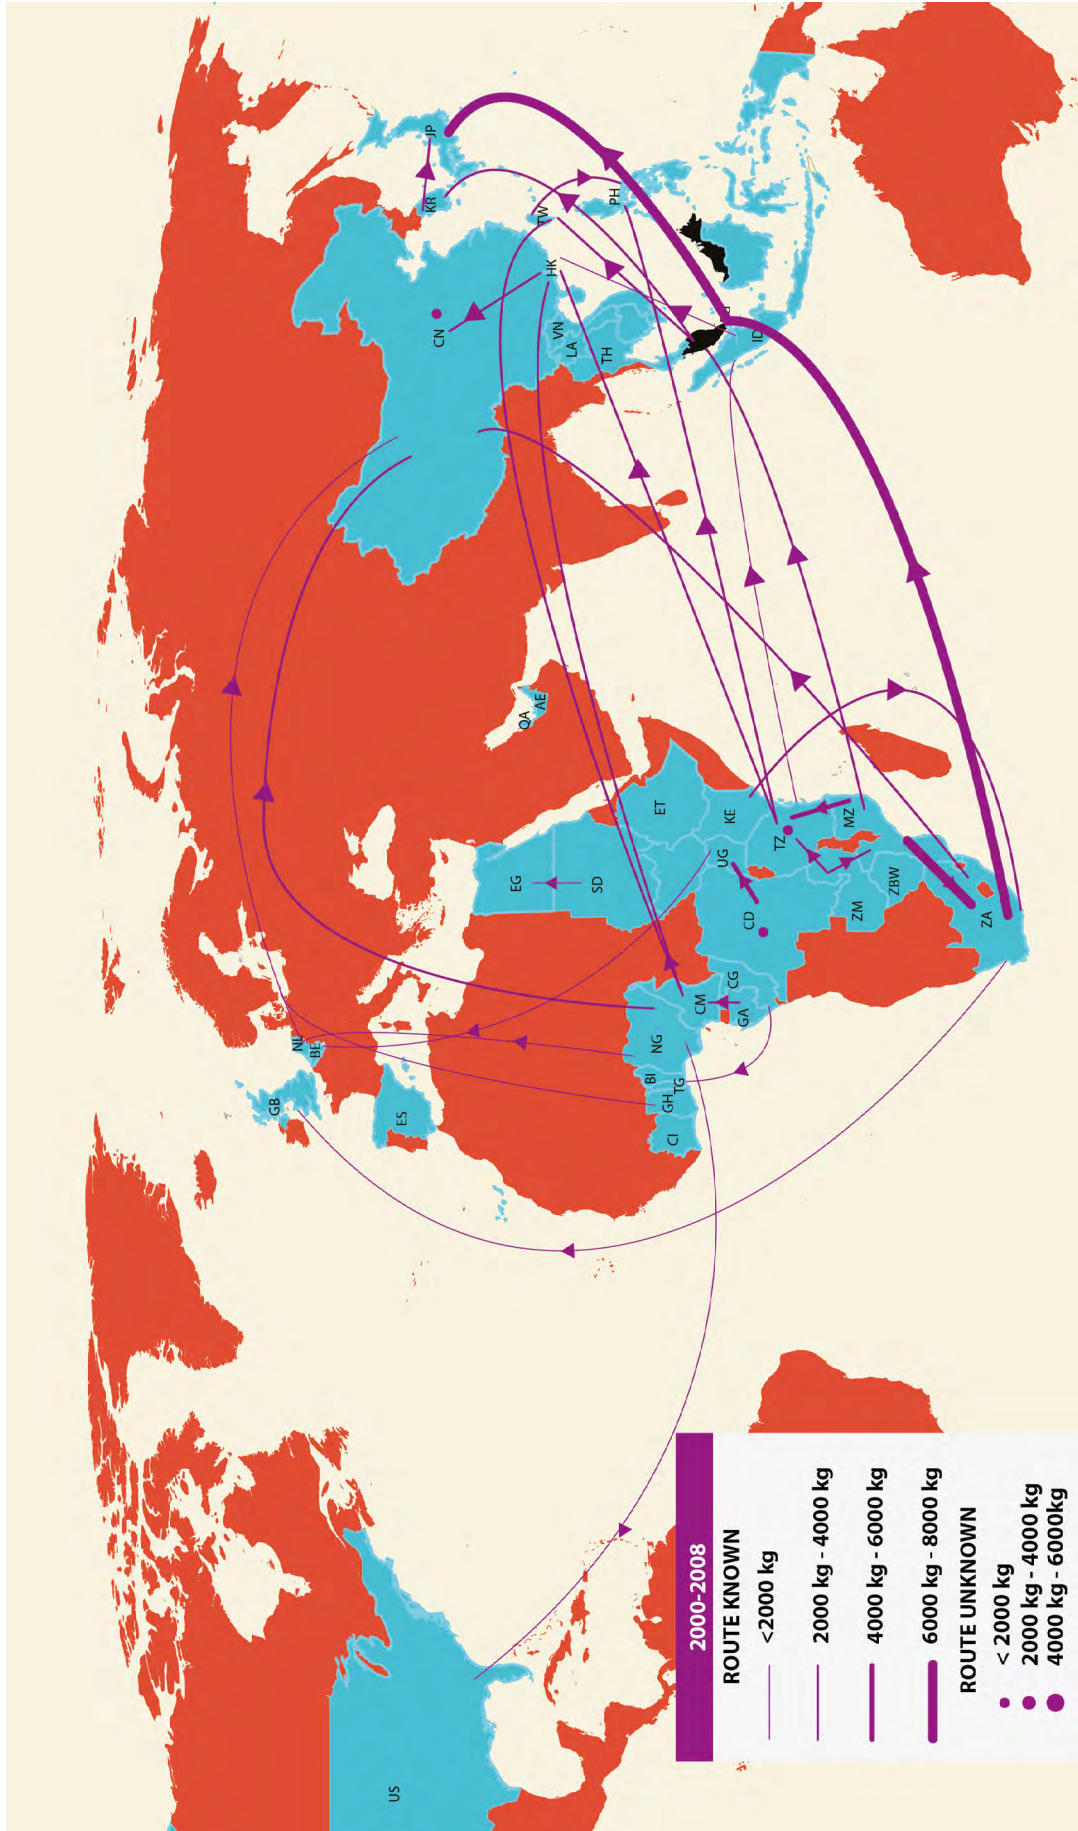 2000-2008
ROUTE KNOWN
<2000 kg
2000 kg - 4000 kg
4000 kg - 6000 kg
6000 kg - 8000 kg
ROUTE UNKNOWN
< 2000 kg
2000 kg - 4000 kg
4000 kg - 6000kg
US
GB
NL
BE
ES
CI
GH
TG
BI
NG
CM
GA
CG
CD
EG
SD
ET
UG
KE
TZ
MZ
ZM
ZBW
ZA
QA
AE
CN
KR
JP
HK
TW
PH
VN
LA
TH
ID